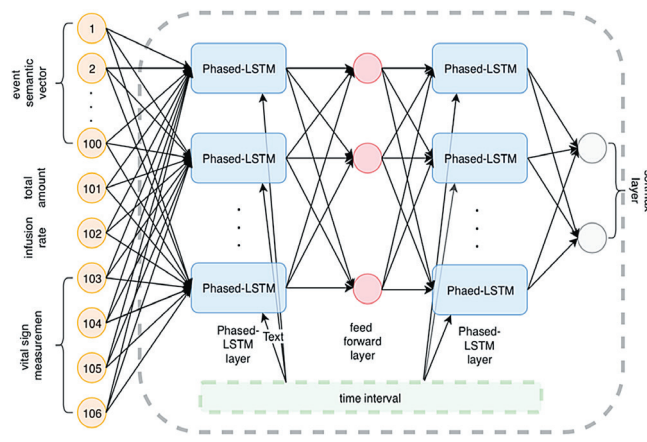 event
semantic
vector
total
amount
infusion
rate
vital sign
measuremen
1
2
100
101
102
103
104
105
106
Phased-LSTM
Phased-LSTM
Phased-LSTM
Phased-
LSTM
layer
Text
feed
forward
layer
Phased-LSTM
Phased-LSTM
Phaed-LSTM
Phased-
LSTM
layer
time interval
layer